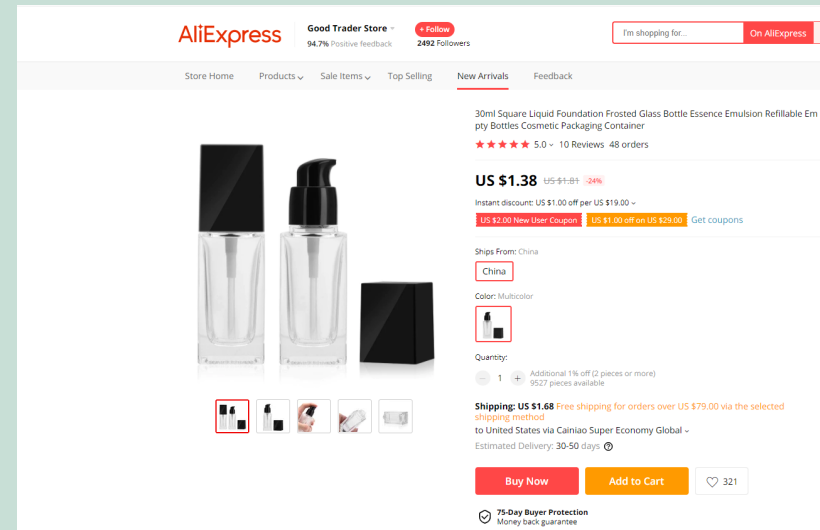 AliExpress
Good Trader Store
94.7% Positive feedback
+ Follow
2492 Followers
I'm shopping for...
On AliExpress
Store Home
Products
Sale Items
Top Selling
New Arrivals
Feedback
30ml Square Liquid Foundation Frosted Glass Bottle Essence Emulsion Refillable Em
pty Bottles Cosmetic Packaging Container
5.0 10 Reviews 48 orders
US $1.38 US $1.81 -24%
Instant discount: US $1.00 off per US $19.00
US $2.00 New User Coupon US $1.00 off on US $29.00 Get coupons
Ships From: China
China
Color: Multicolor
Quantity:
− 1 + Additional 1% off (2 pieces or more)
9527 pieces available
Shipping: US $1.68 Free shipping for orders over US $79.00 via the selected
shipping method
to United States via Cainiao Super Economy Global
Estimated Delivery: 30-50 days ?
Buy Now
Add to Cart
321
75-Day Buyer Protection
Money back guarantee